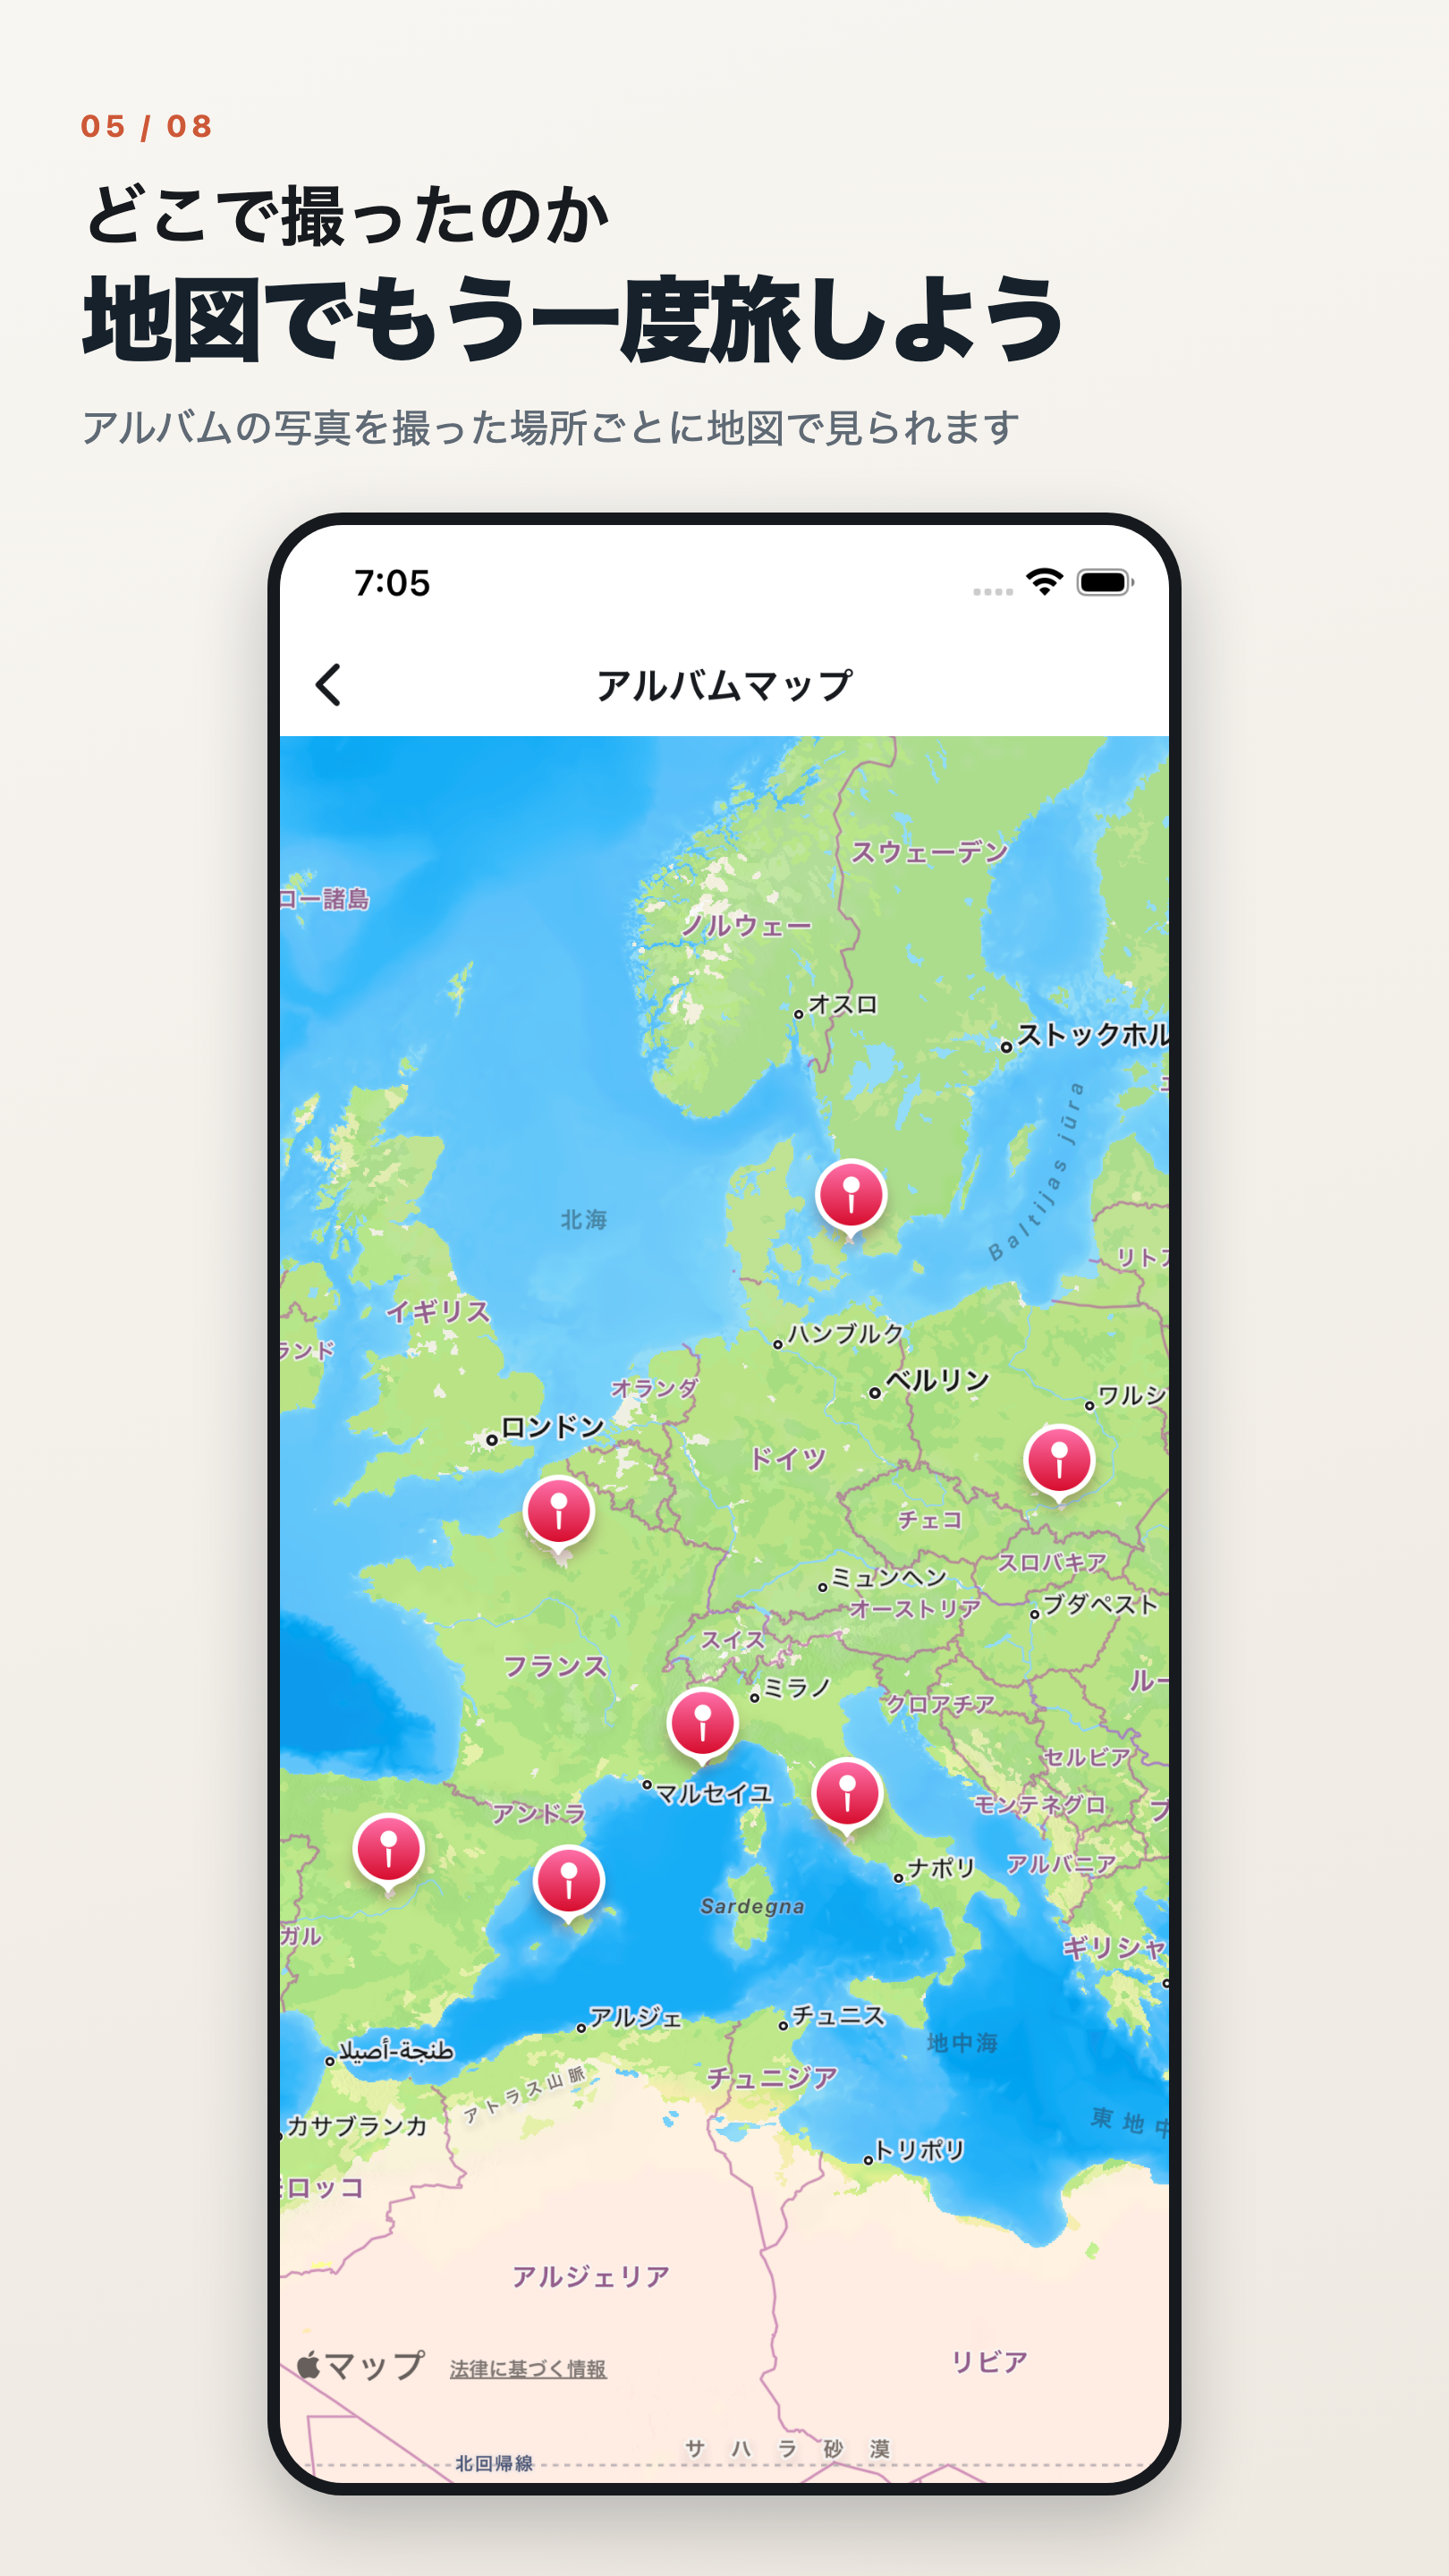 05 / 08
どこで撮ったのか
地図でもう一度旅しよう
アルバムの写真を撮った場所ごとに地図で見られます
7:05
アルバムマップ
スウェーデン
ロー諸島
ノルウェー
オスロ
ストックホル
Baltijas jūra
北海
リトア
イギリス
ハンブルク
ランド
オランダ
ベルリン
ワルシ
ロンドン
ドイツ
チェコ
スロバキア
ミュンヘン
オーストリア
ブダペスト
スイス
フランス
ミラノ
ルー
クロアチア
セルビア
マルセイユ
アンドラ
モンテネグロ
ブ
アルバニア
ナポリ
Sardegna
ガル
ギリシャ
アルジェ
チュニス
地中海
طنجة-أصيلا
アトラス山脈
チュニジア
カサブランカ
東地中
トリポリ
ロッコ
アルジェリア
リビア
マップ
法律に基づく情報
サハラ砂漠
北回帰線